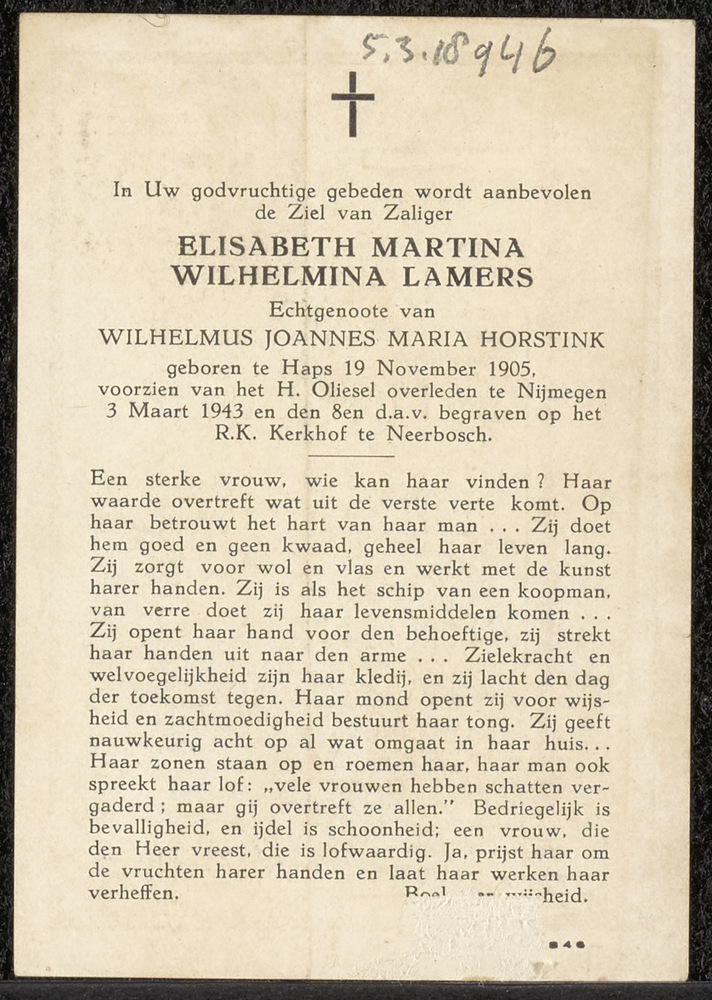 5.3.18946
In Uw godvruchtige gebeden wordt aanbevolen
de Ziel van Zaliger
ELISABETH MARTINA
WILHELMINA LAMERS
Echtgenoote van
WILHELMUS JOANNES MARIA HORSTINK
geboren te Haps 19 November 1905,
voorzien van het H. Oliesel overleden te Nijmegen
3 Maart 1943 en den 8en d.a.v. begraven op het
R.K. Kerkhof te Neerbosch.
Een sterke vrouw, wie kan haar vinden? Haar
waarde overtreft wat uit de verste verte komt. Op
haar betrouwt het hart van haar man ... Zij doet
hem goed en geen kwaad, geheel haar leven lang.
Zij zorgt voor wol en vlas en werkt met de kunst
harer handen. Zij is als het schip van een koopman,
van verre doet zij haar levensmiddelen komen ...
Zij opent haar hand voor den behoeftige, zij strekt
haar handen uit naar den arme ... Zielekracht en
welvoegelijkheid zijn haar kledij, en zij lacht den dag
der toekomst tegen. Haar mond opent zij voor wijs-
heid en zachtmoedigheid bestuurt haar tong. Zij geeft
nauwkeurig acht op al wat omgaat in haar huis...
Haar zonen staan op en roemen haar, haar man ook
spreekt haar lof: „vele vrouwen hebben schatten ver-
gaderd; maar gij overtreft ze allen.” Bedriegelijk is
bevalligheid, en ijdel is schoonheid; een vrouw, die
den Heer vreest, die is lofwaardig. Ja, prijst haar om
de vruchten harer handen en laat haar werken haar
verheffen.
846